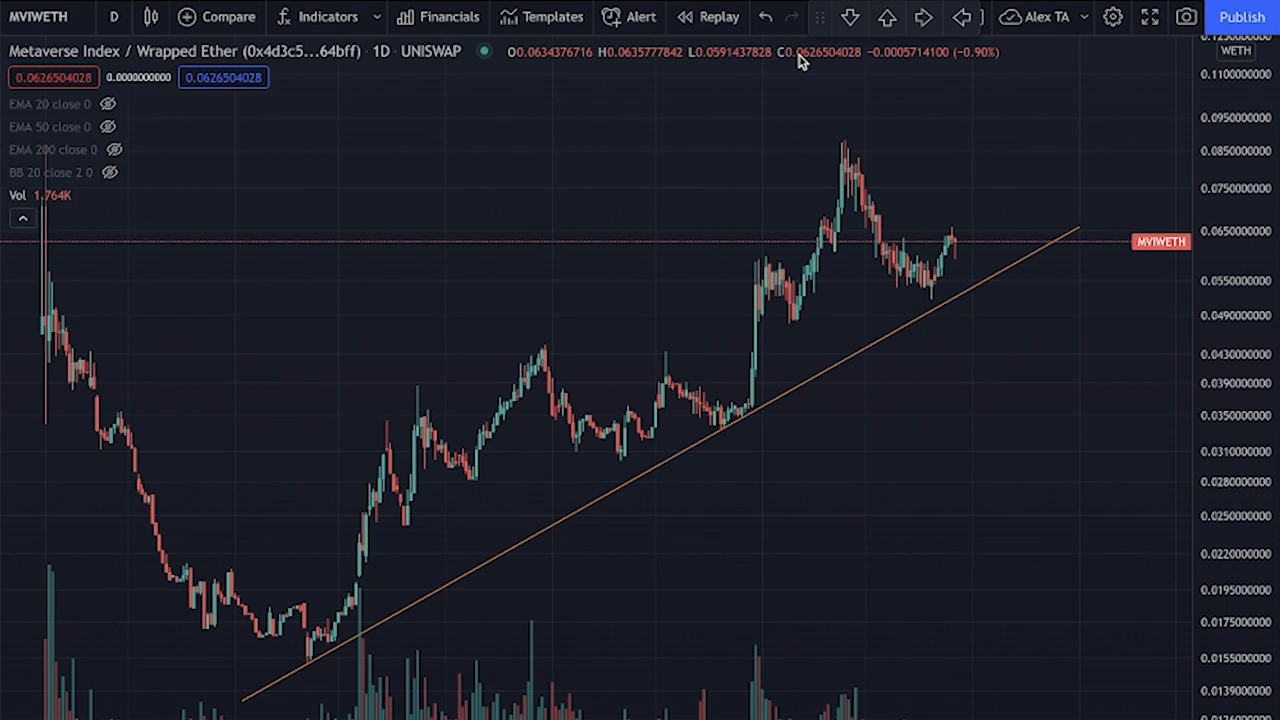 MVIWETH D Compare Indicators Financials Templates Alert Replay Alex TA Publish
Metaverse Index / Wrapped Ether (0x4d3c5...64bff) · 1D · UNISWAP O0.0634376716 H0.0635777842 L0.0591437828 C0.0626504028 −0.0005714100 (−0.90%)
WETH
0.0626504028 0.0000000000 0.0626504028
EMA 20 close 0
EMA 50 close 0
EMA 200 close 0
BB 20 close 2 0
Vol 1.764K
0.1100000000
0.0950000000
0.0850000000
0.0750000000
0.0650000000
MVIWETH
0.0550000000
0.0490000000
0.0430000000
0.0390000000
0.0350000000
0.0310000000
0.0280000000
0.0250000000
0.0220000000
0.0195000000
0.0175000000
0.0155000000
0.0139000000